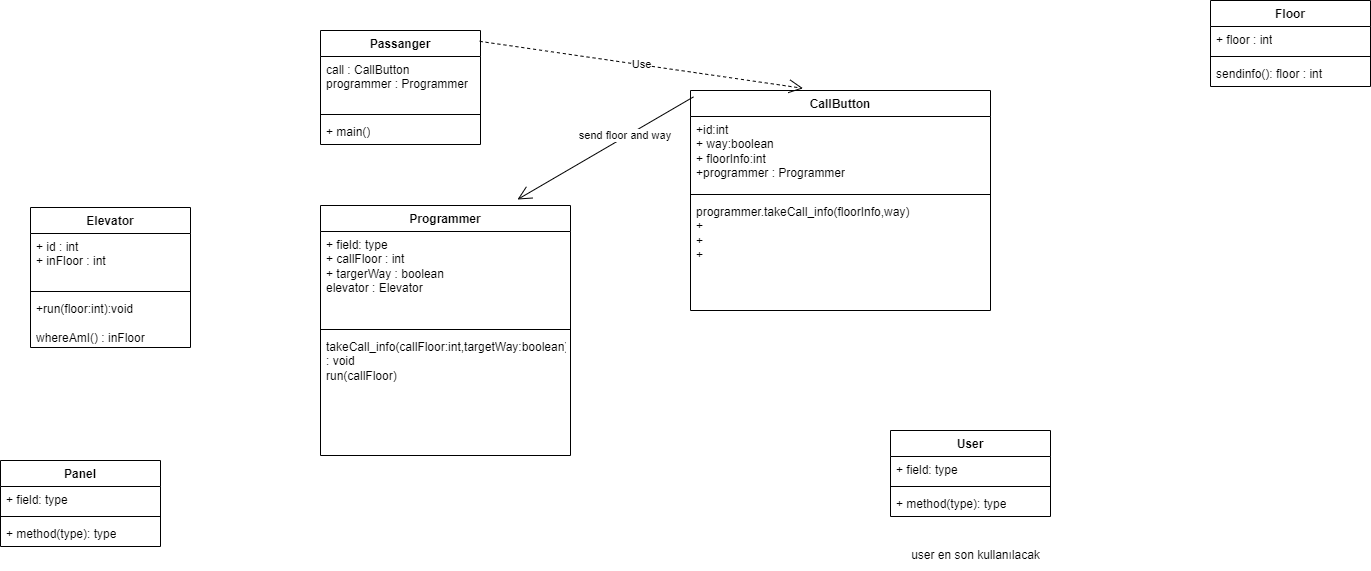 Passanger
call : CallButton
programmer : Programmer
+ main()
Use
Floor
+ floor : int
sendinfo(): floor : int
CallButton
+id:int
+ way:boolean
+ floorInfo:int
+programmer : Programmer
programmer.takeCall_info(floorInfo,way)
+
+
+
send floor and way
Elevator
+ id : int
+ inFloor : int
+run(floor:int):void
whereAmI() : inFloor
Programmer
+ field: type
+ callFloor : int
+ targerWay : boolean
elevator : Elevator
takeCall_info(callFloor:int,targetWay:boolean)
: void
run(callFloor)
Panel
+ field: type
+ method(type): type
User
+ field: type
+ method(type): type
user en son kullanılacak